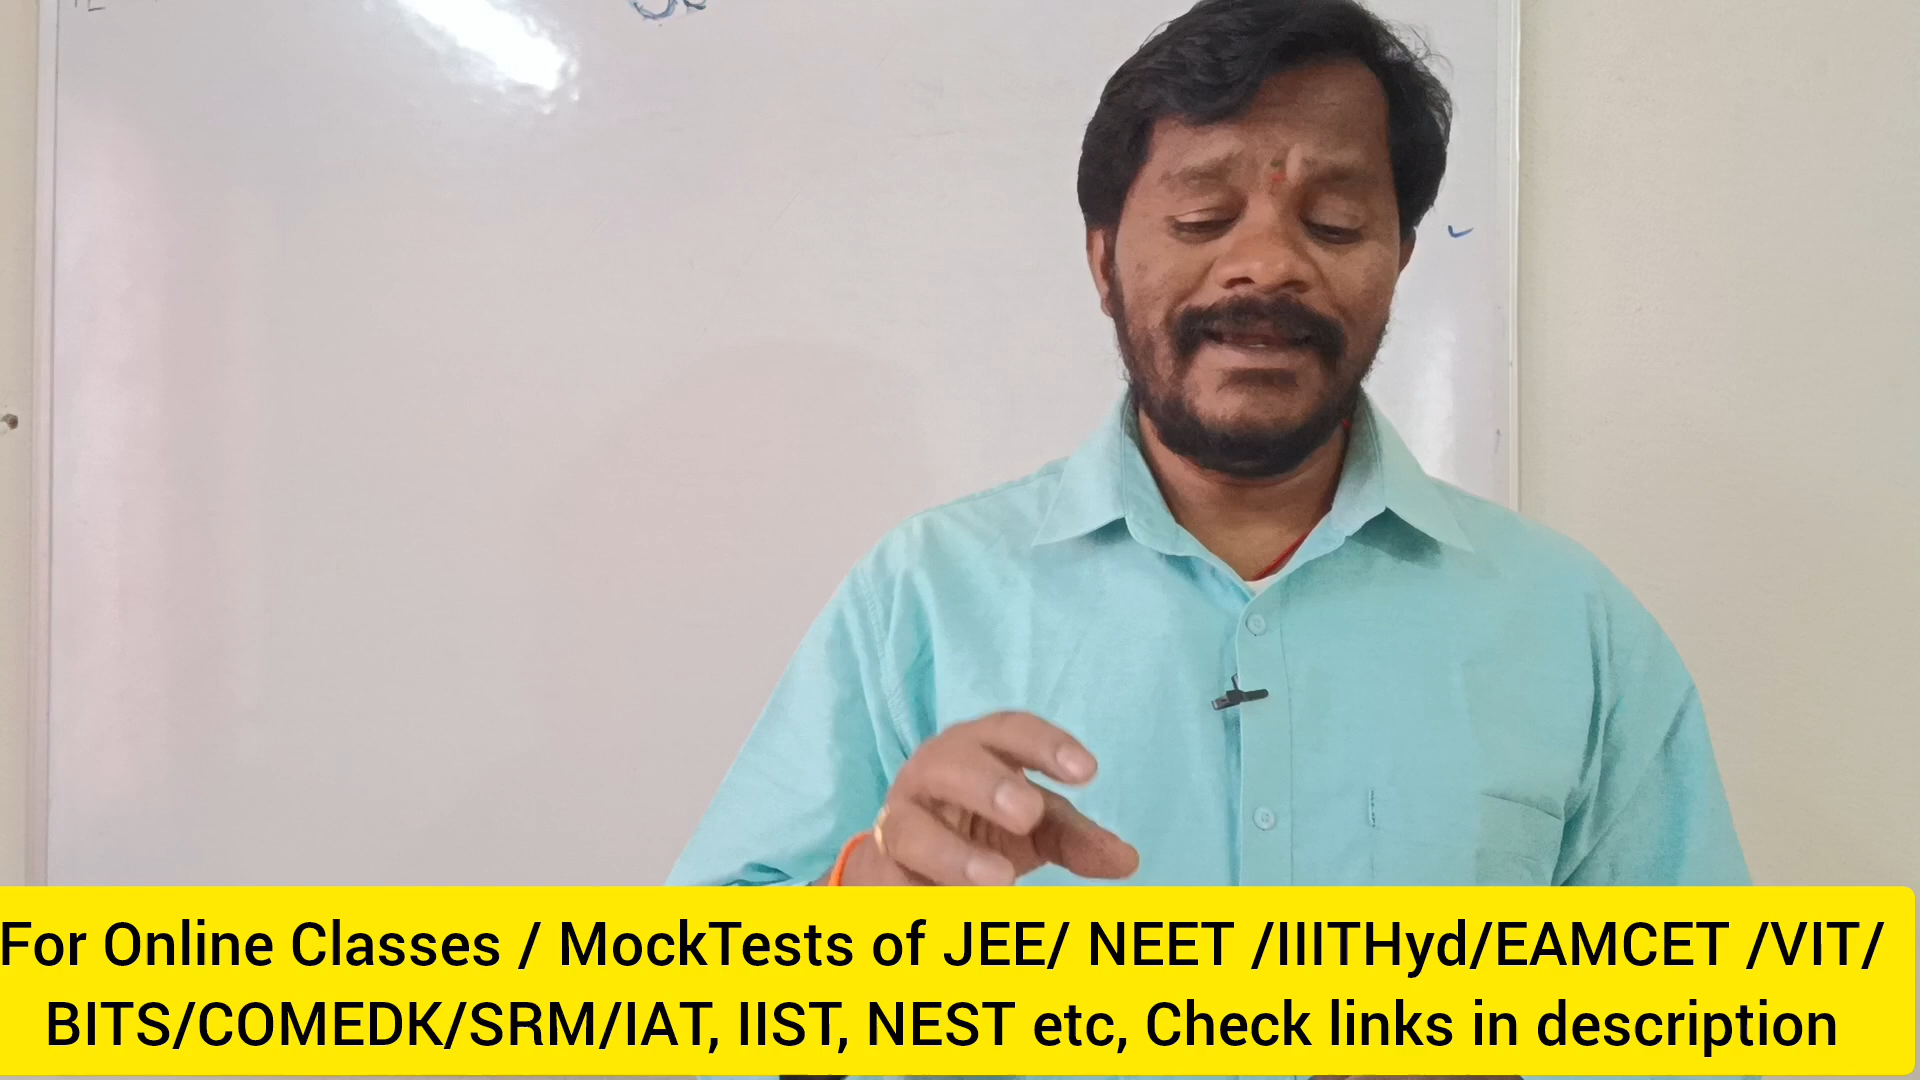 For Online Classes / MockTests of JEE/ NEET /IIITHyd/EAMCET /VIT/
BITS/COMEDK/SRM/IAT, IIST, NEST etc, Check links in description